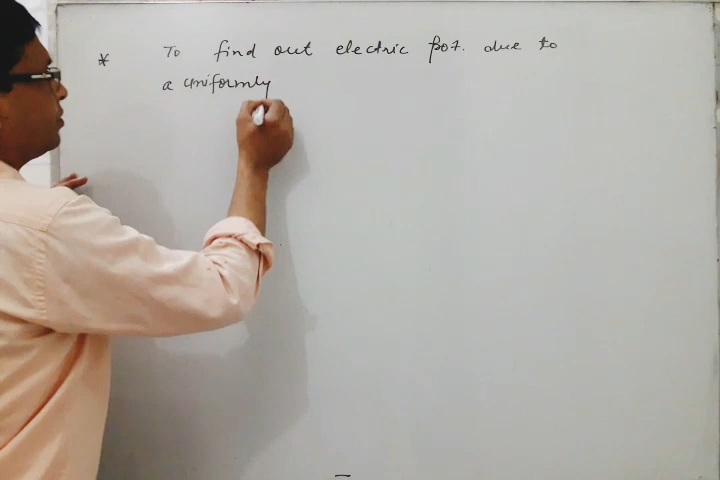 * To find out electric pot. due to
a uniformly